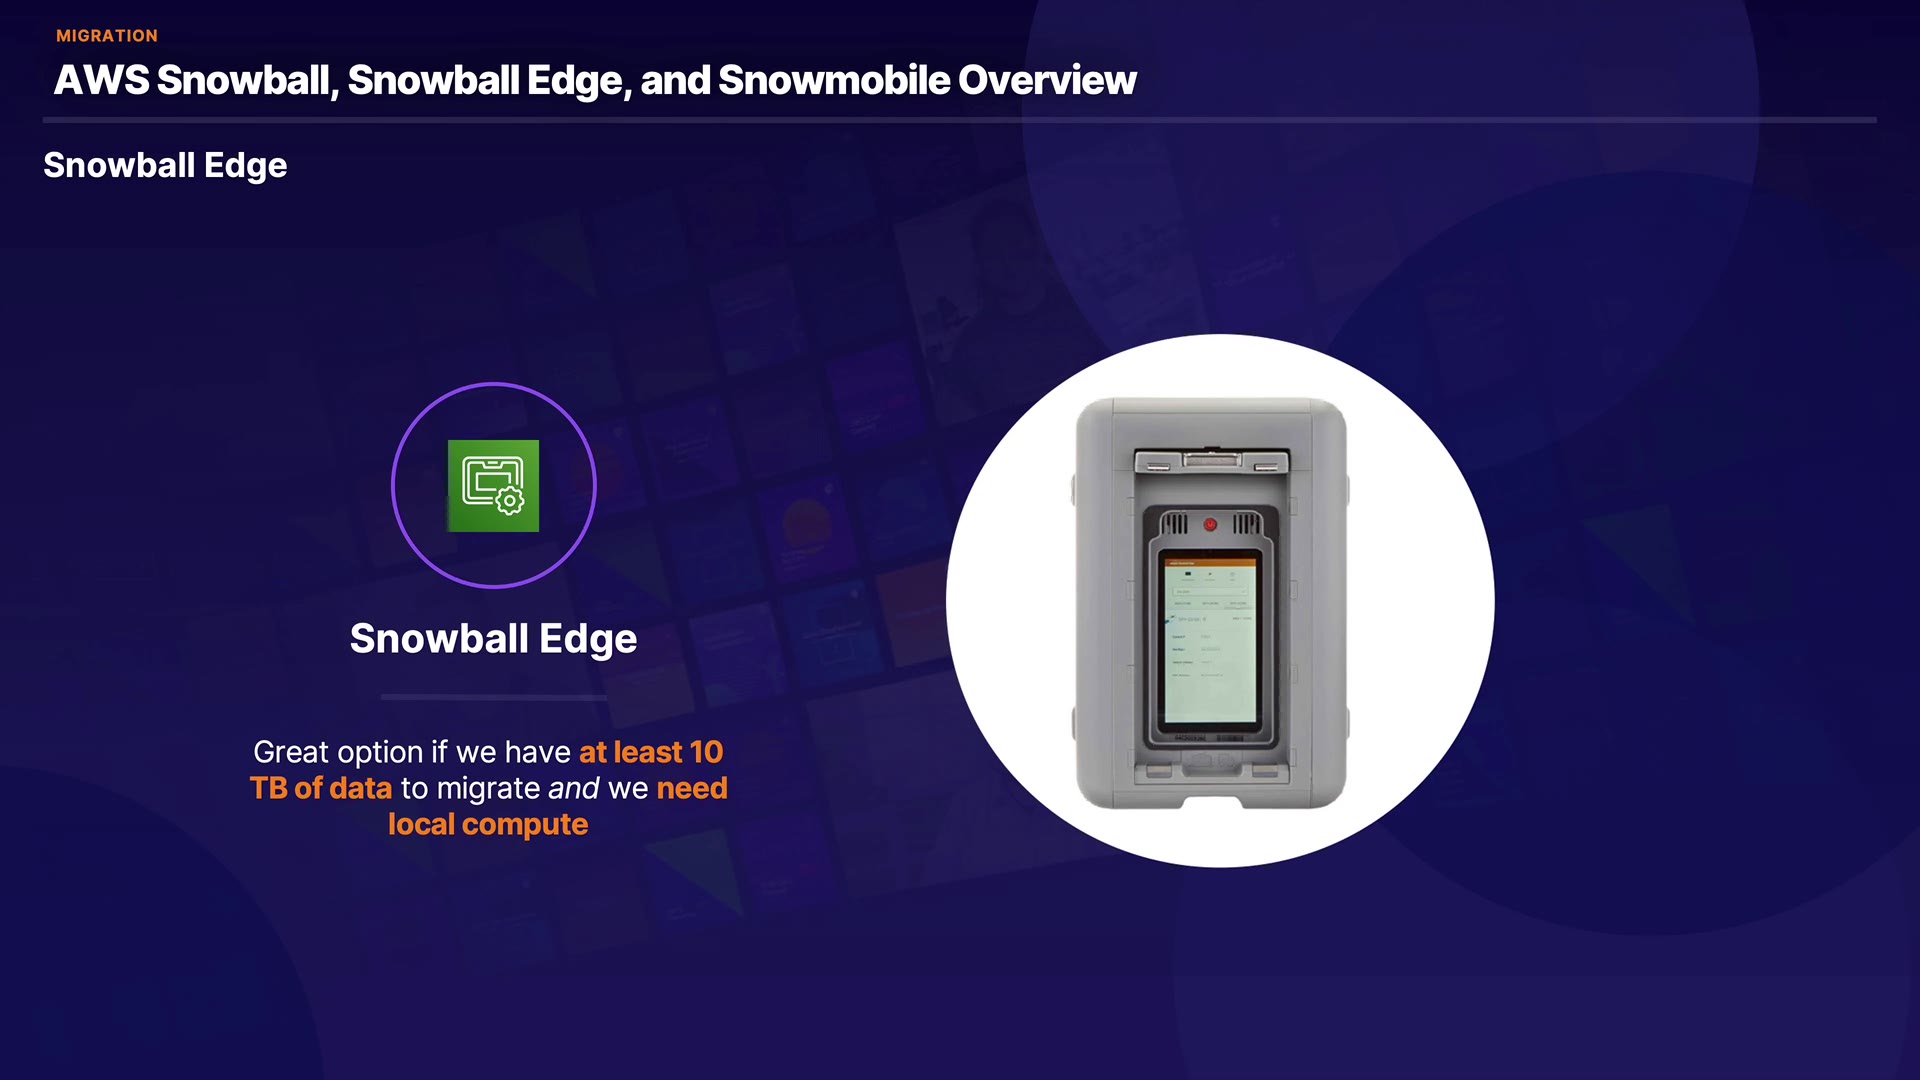 MIGRATION
AWS Snowball, Snowball Edge, and Snowmobile Overview
Snowball Edge
Snowball Edge
Great option if we have at least 10
TB of data to migrate and we need
local compute